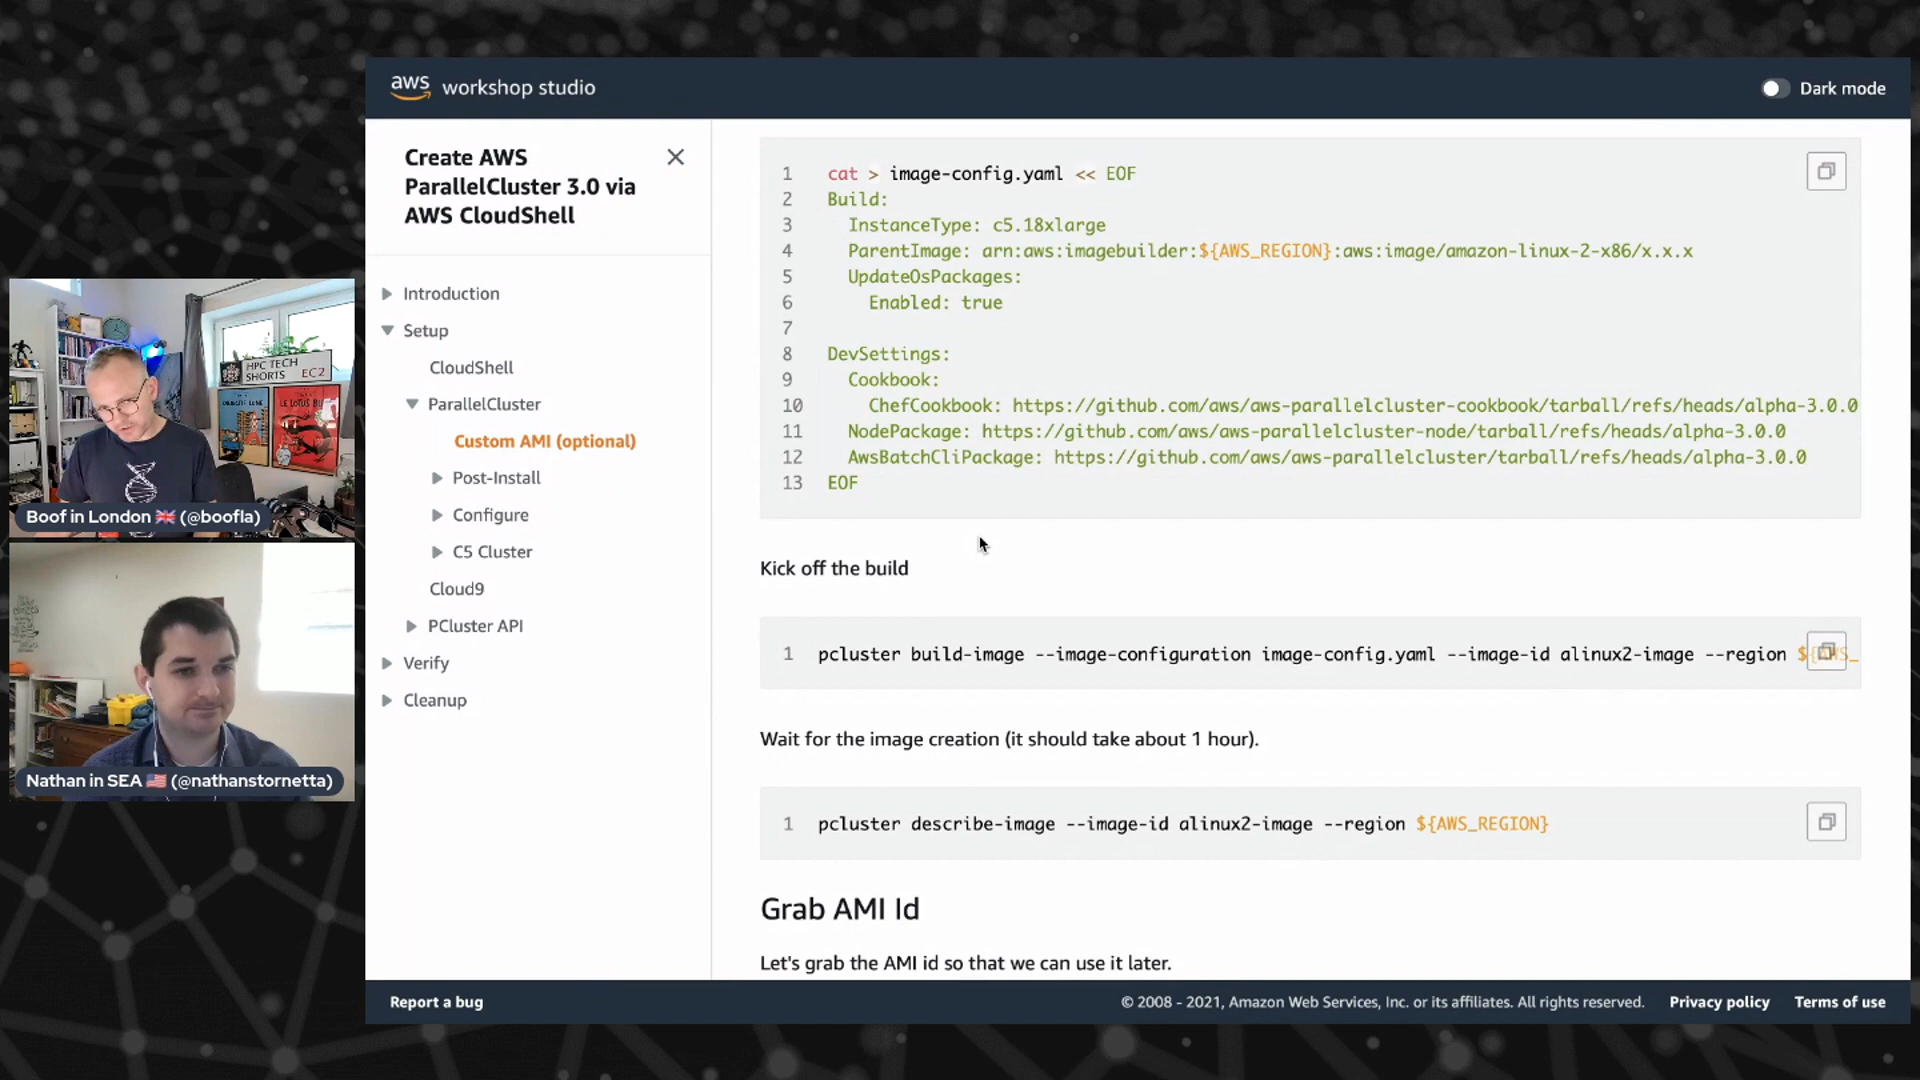 aws workshop studio
Dark mode
Create AWS
ParallelCluster 3.0 via
AWS CloudShell
Introduction
Setup
CloudShell
ParallelCluster
Custom AMI (optional)
Post-Install
Configure
C5 Cluster
Cloud9
PCluster API
Verify
Cleanup
1 cat > image-config.yaml << EOF
2 Build:
3 InstanceType: c5.18xlarge
4 ParentImage: arn:aws:imagebuilder:${AWS_REGION}:aws:image/amazon-linux-2-x86/x.x.x
5 UpdateOsPackages:
6 Enabled: true
7
8 DevSettings:
9 Cookbook:
10 ChefCookbook: https://github.com/aws/aws-parallelcluster-cookbook/tarball/refs/heads/alpha-3.0.0
11 NodePackage: https://github.com/aws/aws-parallelcluster-node/tarball/refs/heads/alpha-3.0.0
12 AwsBatchCliPackage: https://github.com/aws/aws-parallelcluster/tarball/refs/heads/alpha-3.0.0
13 EOF
Kick off the build
1 pcluster build-image --image-configuration image-config.yaml --image-id alinux2-image --region ${AWS_
Wait for the image creation (it should take about 1 hour).
1 pcluster describe-image --image-id alinux2-image --region ${AWS_REGION}
Grab AMI Id
Let's grab the AMI id so that we can use it later.
Report a bug
© 2008 - 2021, Amazon Web Services, Inc. or its affiliates. All rights reserved.
Privacy policy
Terms of use
HPC TECH
SHORTS EC2
Boof in London 🇬🇧 (@boofla)
Nathan in SEA 🇺🇸 (@nathanstornetta)